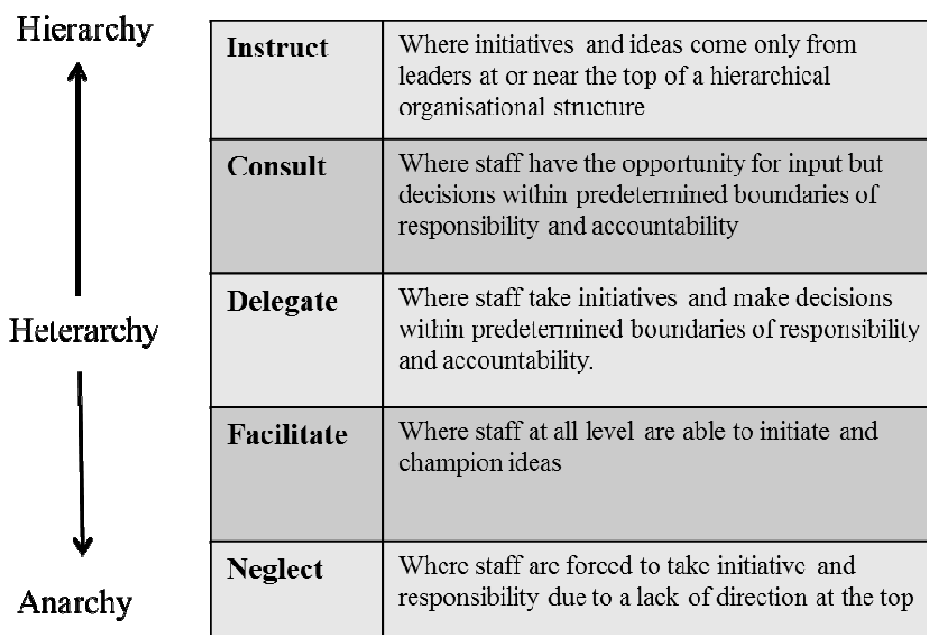 Hierarchy
Heterarchy
Anarchy
Instruct
Where initiatives and ideas come only from
leaders at or near the top of a hierarchical
organisational structure
Consult
Where staff have the opportunity for input but
decisions within predetermined boundaries of
responsibility and accountability
Delegate
Where staff take initiatives and make decisions
within predetermined boundaries of responsibility
and accountability.
Facilitate
Where staff at all level are able to initiate and
champion ideas
Neglect
Where staff are forced to take initiative and
responsibility due to a lack of direction at the top